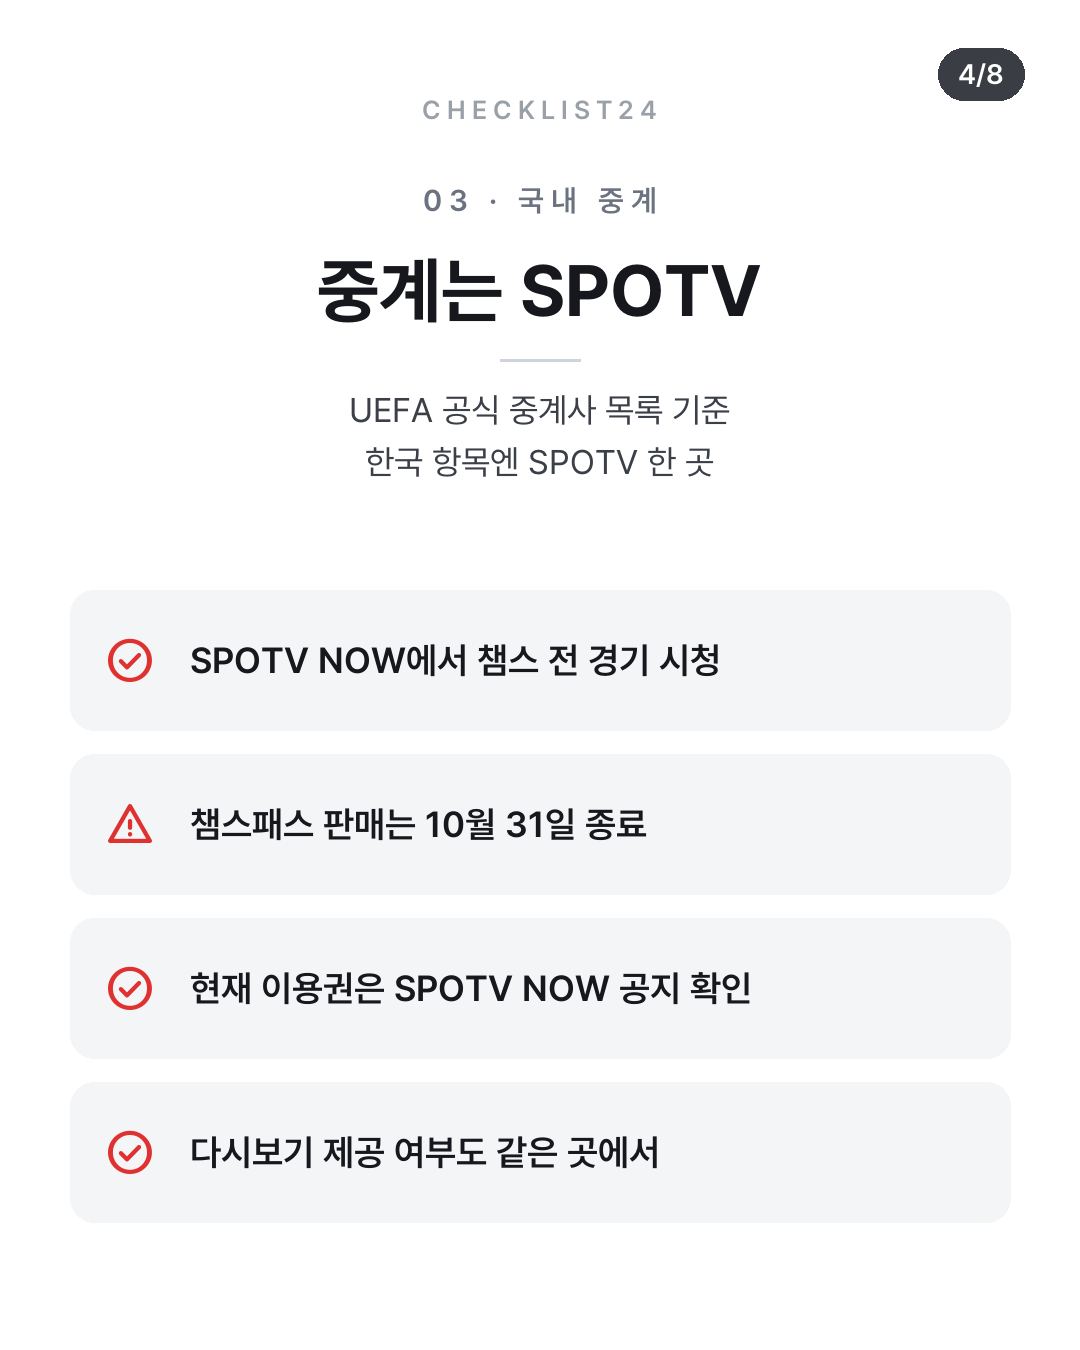 4/8
CHECKLIST24
03 · 국내 중계
중계는 SPOTV
UEFA 공식 중계사 목록 기준
한국 항목엔 SPOTV 한 곳
SPOTV NOW에서 챔스 전 경기 시청
챔스패스 판매는 10월 31일 종료
현재 이용권은 SPOTV NOW 공지 확인
다시보기 제공 여부도 같은 곳에서